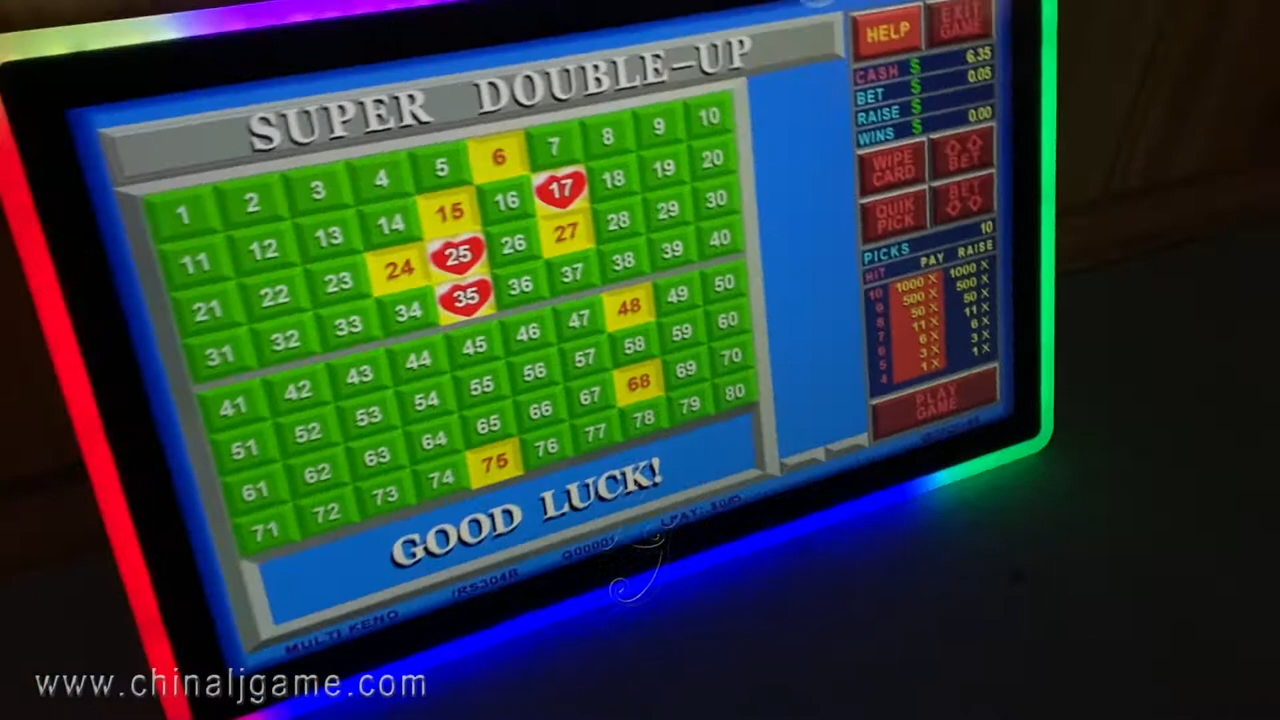 SUPER DOUBLE-UP
1 2 3 4 5 6 7 8 9 10
11 12 13 14 15 16 17 18 19 20
21 22 23 24 25 26 27 28 29 30
31 32 33 34 35 36 37 38 39 40
41 42 43 44 45 46 47 48 49 50
51 52 53 54 55 56 57 58 59 60
61 62 63 64 65 66 67 68 69 70
71 72 73 74 75 76 77 78 79 80
GOOD LUCK!
MULTI KENO /RS304R Q00001 LPAY:
HELP EXIT GAME
CASH $ 6.35
BET $ 0.05
RAISE $
WINS $ 0.00
WIPE CARD BET
QUIK PICK BET
PICKS 10
HIT PAY RAISE
10 1000 X 1000 X
9 500 X 500 X
8 50 X 50 X
7 11 X 11 X
6 6 X 6 X
5 3 X 3 X
4 1 X 1 X
PLAY GAME
www.chinaljgame.com